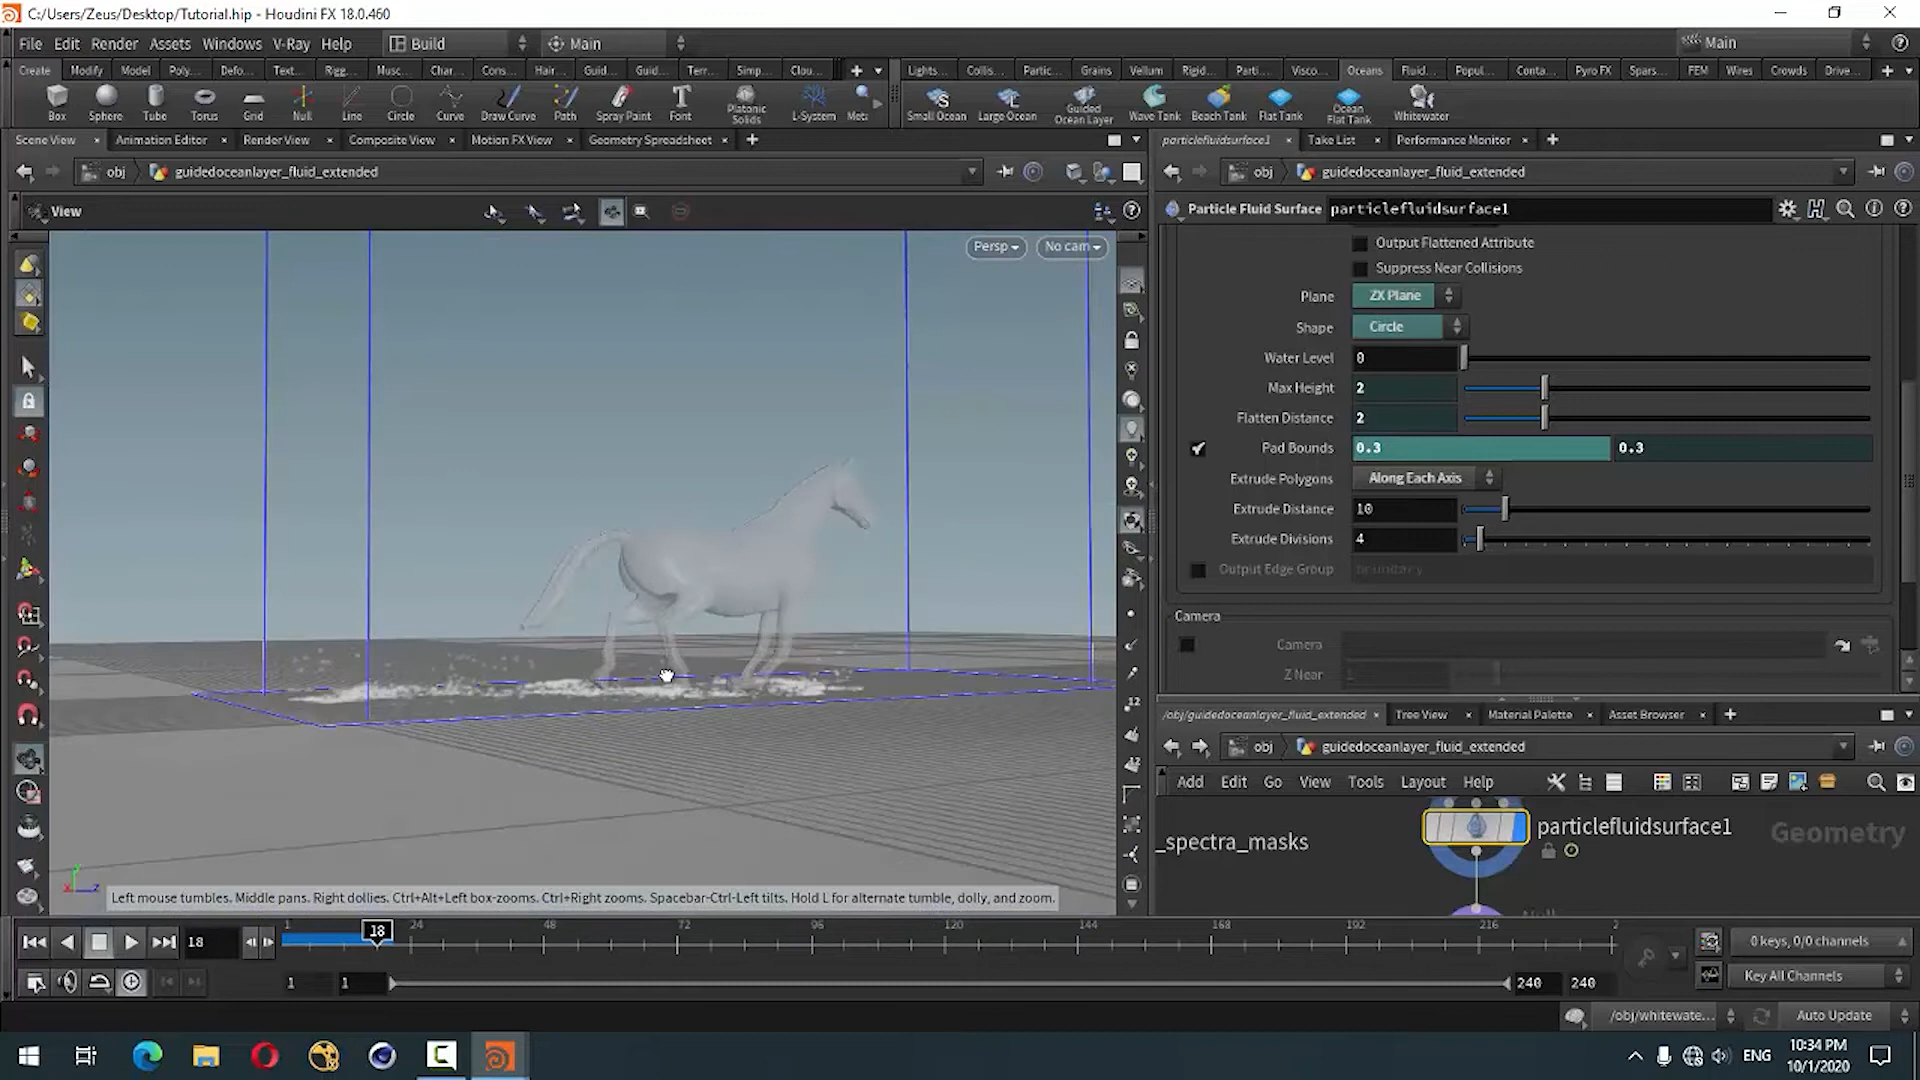 C:/Users/Zeus/Desktop/Tutorial.hip - Houdini FX 18.0.460
File Edit Render Assets Windows V-Ray Help Build Main Main
Create Modify Model Poly... Defo... Text... Rigg... Musc... Char... Cons... Hair... Guid... Guid... Terr... Simp... Clou... Lights... Collis... Partic... Grains Vellum Rigid... Parti... Visco... Oceans Fluid... Popul... Conta... Pyro FX Spars... FEM Wires Crowds Drive...
Box Sphere Tube Torus Grid Null Line Circle Curve Draw Curve Path Spray Paint Font Platonic Solids L-System Meta Small Ocean Large Ocean Guided Ocean Layer Wave Tank Beach Tank Flat Tank Ocean Flat Tank Whitewater
Scene View Animation Editor Render View Composite View Motion FX View Geometry Spreadsheet particlefluidsurface1 Take List Performance Monitor
obj guidedoceanlayer_fluid_extended obj guidedoceanlayer_fluid_extended
View Particle Fluid Surface particlefluidsurface1
Persp No cam
Output Flattened Attribute
Suppress Near Collisions
Plane ZX Plane
Shape Circle
Water Level 0
Max Height 2
Flatten Distance 2
Pad Bounds 0.3 0.3
Extrude Polygons Along Each Axis
Extrude Distance 10
Extrude Divisions 4
Output Edge Group boundary
Camera
Camera
Z Near 1
/obj/guidedoceanlayer_fluid_extended Tree View Material Palette Asset Browser
obj guidedoceanlayer_fluid_extended
Add Edit Go View Tools Layout Help
_spectra_masks particlefluidsurface1 Geometry
Null
Left mouse tumbles. Middle pans. Right dollies. Ctrl+Alt+Left box-zooms. Ctrl+Right zooms. Spacebar-Ctrl-Left tilts. Hold L for alternate tumble, dolly, and zoom.
18 1 18 24 48 72 96 120 144 168 192 216 2
0 keys, 0/0 channels
1 1 240 240 Key All Channels
/obj/whitewate... Auto Update
ENG 10:34 PM
10/1/2020